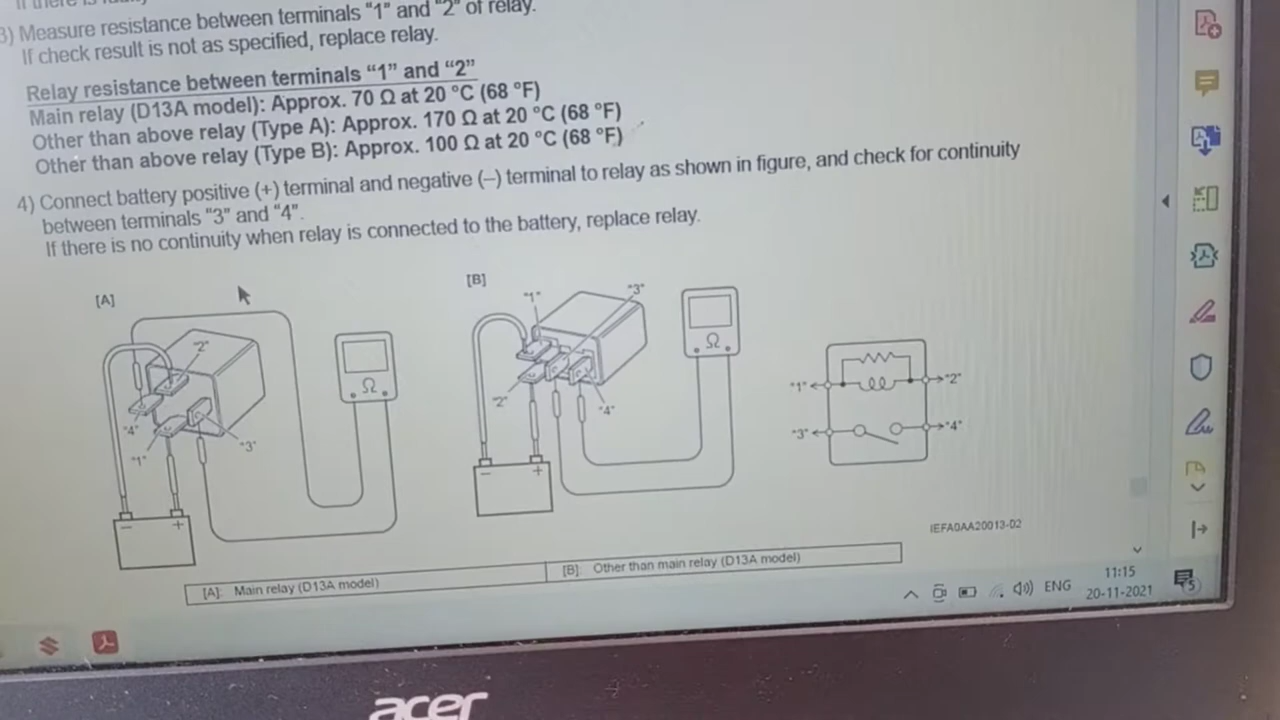 3) Measure resistance between terminals “1” and “2” of relay.
If check result is not as specified, replace relay.
Relay resistance between terminals “1” and “2”
Main relay (D13A model): Approx. 70 Ω at 20 °C (68 °F)
Other than above relay (Type A): Approx. 170 Ω at 20 °C (68 °F)
Other than above relay (Type B): Approx. 100 Ω at 20 °C (68 °F)
4) Connect battery positive (+) terminal and negative (–) terminal to relay as shown in figure, and check for continuity
between terminals “3” and “4”.
If there is no continuity when relay is connected to the battery, replace relay.
[A]
[B]
“2”
“4”
“1”
“3”
Ω
– +
“1”
“3”
“2”
“4”
Ω
– +
“1” “2”
“3” “4”
IEFA0AA20013-02
[A]: Main relay (D13A model)
[B]: Other than main relay (D13A model)
ENG
11:15
20-11-2021
5
acer